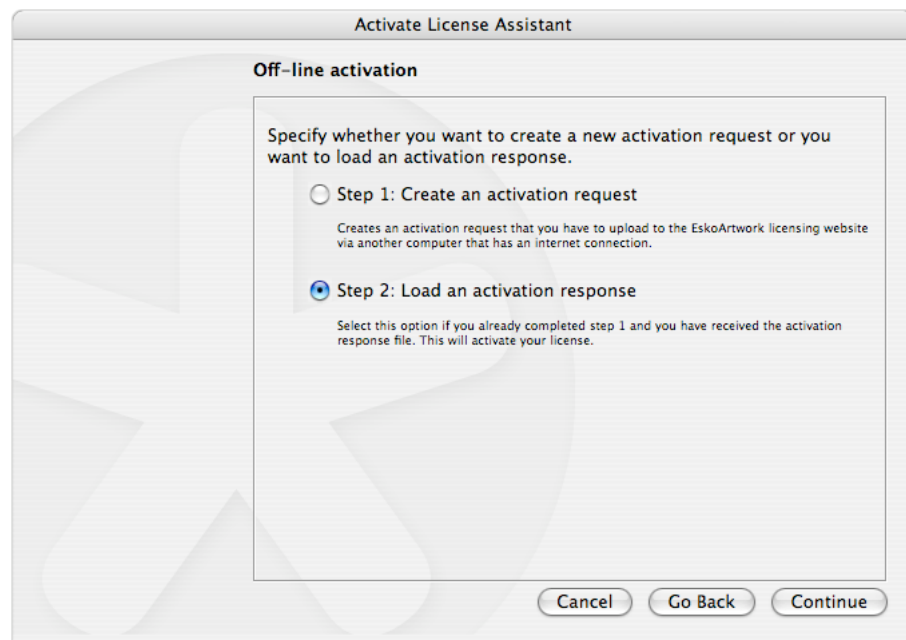 Activate License Assistant
Off-line activation
Specify whether you want to create a new activation request or you
want to load an activation response.
Step 1: Create an activation request
Creates an activation request that you have to upload to the EskoArtwork licensing website
via another computer that has an internet connection.
Step 2: Load an activation response
Select this option if you already completed step 1 and you have received the activation
response file. This will activate your license.
Cancel Go Back Continue